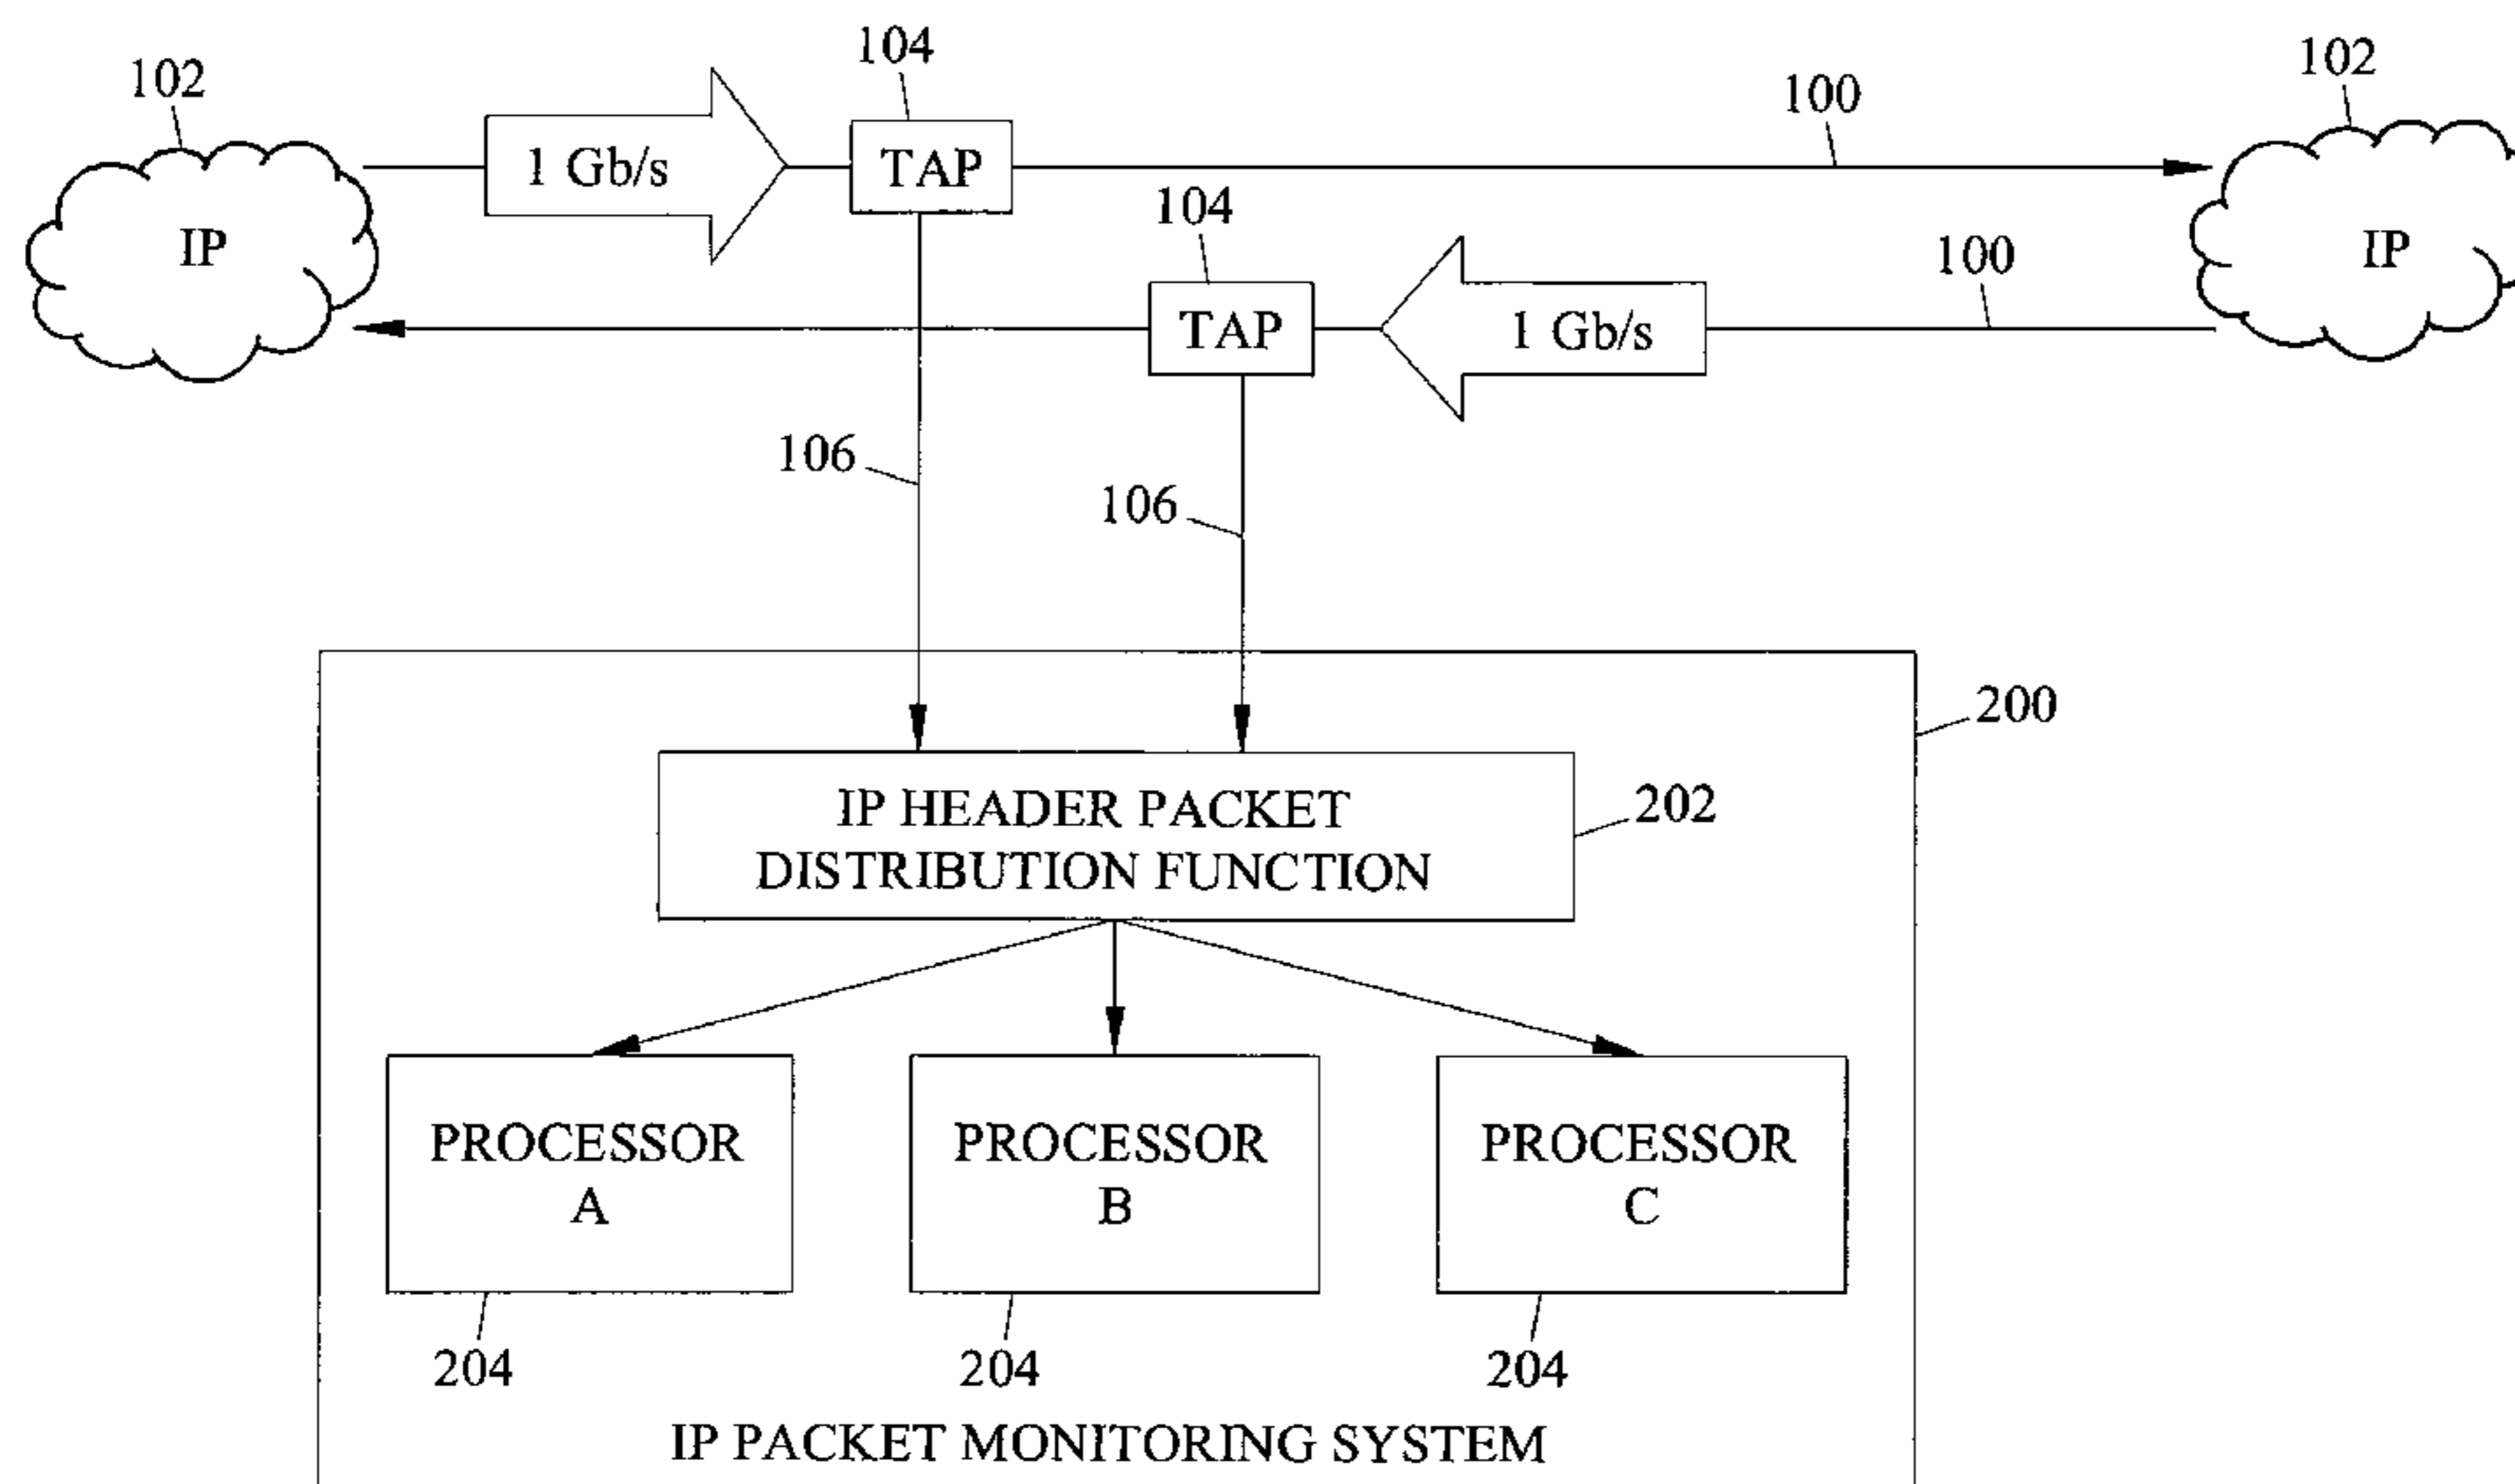 102
104
100
102
1 Gb/s
TAP
104
IP
100
IP
TAP
1 Gb/s
106
106
200
IP HEADER PACKET
DISTRIBUTION FUNCTION
202
PROCESSOR
A
PROCESSOR
B
PROCESSOR
C
204
204
204
IP PACKET MONITORING SYSTEM